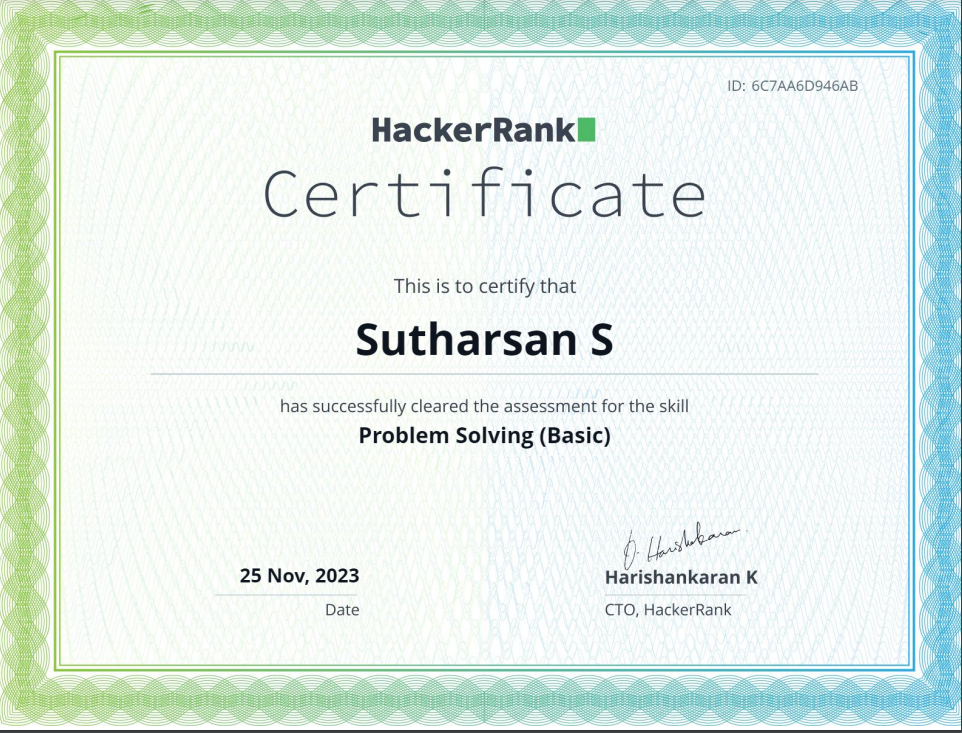 ID: 6C7AA6D946AB
HackerRank
Certificate
This is to certify that
Sutharsan S
has successfully cleared the assessment for the skill
Problem Solving (Basic)
25 Nov, 2023
Date
Harishankaran K
CTO, HackerRank